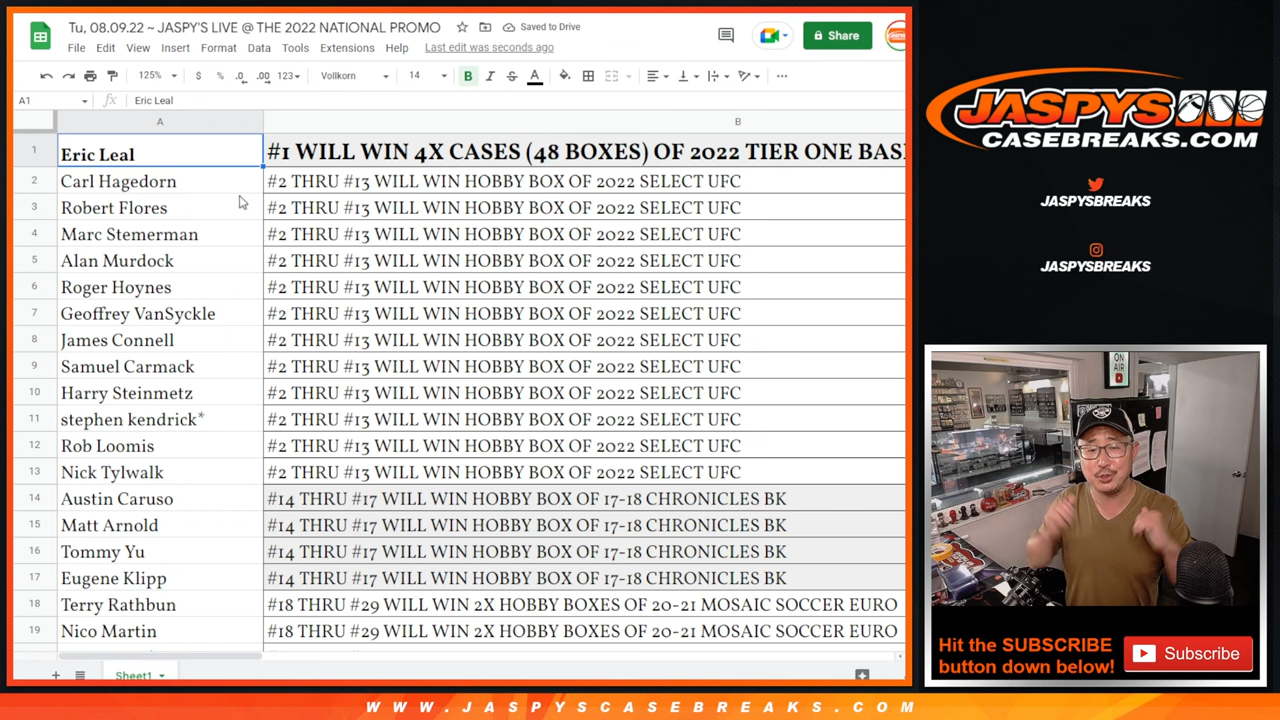 Tu, 08.09.22 ~ JASPY'S LIVE @ THE 2022 NATIONAL PROMO
Saved to Drive
File Edit View Insert Format Data Tools Extensions Help Last edit was seconds ago
Share
125% $ % .0 .00 123 Vollkorn 14 B I S A
A1 fx Eric Leal
A B
1 Eric Leal #1 WILL WIN 4X CASES (48 BOXES) OF 2022 TIER ONE BAS
2 Carl Hagedorn #2 THRU #13 WILL WIN HOBBY BOX OF 2022 SELECT UFC
3 Robert Flores #2 THRU #13 WILL WIN HOBBY BOX OF 2022 SELECT UFC
4 Marc Stemerman #2 THRU #13 WILL WIN HOBBY BOX OF 2022 SELECT UFC
5 Alan Murdock #2 THRU #13 WILL WIN HOBBY BOX OF 2022 SELECT UFC
6 Roger Hoynes #2 THRU #13 WILL WIN HOBBY BOX OF 2022 SELECT UFC
7 Geoffrey VanSyckle #2 THRU #13 WILL WIN HOBBY BOX OF 2022 SELECT UFC
8 James Connell #2 THRU #13 WILL WIN HOBBY BOX OF 2022 SELECT UFC
9 Samuel Carmack #2 THRU #13 WILL WIN HOBBY BOX OF 2022 SELECT UFC
10 Harry Steinmetz #2 THRU #13 WILL WIN HOBBY BOX OF 2022 SELECT UFC
11 stephen kendrick* #2 THRU #13 WILL WIN HOBBY BOX OF 2022 SELECT UFC
12 Rob Loomis #2 THRU #13 WILL WIN HOBBY BOX OF 2022 SELECT UFC
13 Nick Tylwalk #2 THRU #13 WILL WIN HOBBY BOX OF 2022 SELECT UFC
14 Austin Caruso #14 THRU #17 WILL WIN HOBBY BOX OF 17-18 CHRONICLES BK
15 Matt Arnold #14 THRU #17 WILL WIN HOBBY BOX OF 17-18 CHRONICLES BK
16 Tommy Yu #14 THRU #17 WILL WIN HOBBY BOX OF 17-18 CHRONICLES BK
17 Eugene Klipp #14 THRU #17 WILL WIN HOBBY BOX OF 17-18 CHRONICLES BK
18 Terry Rathbun #18 THRU #29 WILL WIN 2X HOBBY BOXES OF 20-21 MOSAIC SOCCER EURO
19 Nico Martin #18 THRU #29 WILL WIN 2X HOBBY BOXES OF 20-21 MOSAIC SOCCER EURO
Sheet1
JASPYS
CASEBREAKS.COM
JASPYSBREAKS
JASPYSBREAKS
ON
AIR
Hit the SUBSCRIBE
button down below!
Subscribe
WWW.JASPYSCASEBREAKS.COM